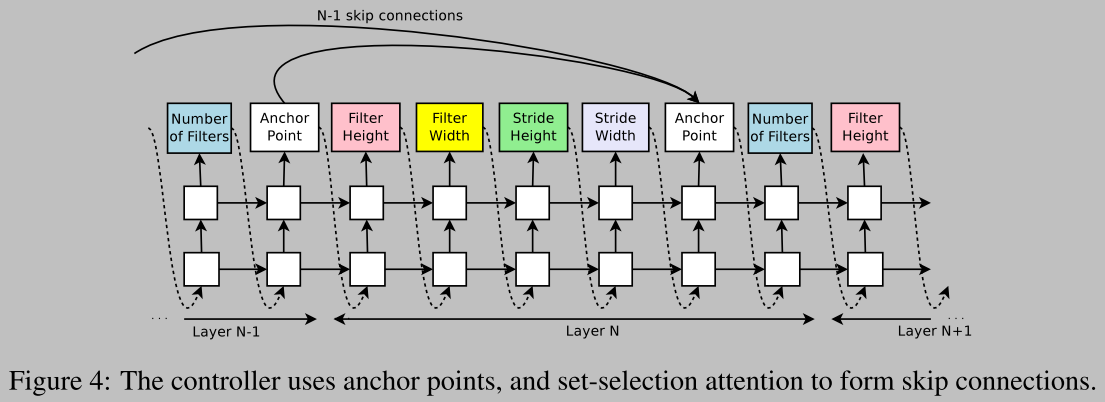 N-1 skip connections
Number
of Filters
Anchor
Point
Filter
Height
Filter
Width
Stride
Height
Stride
Width
Anchor
Point
Number
of Filters
Filter
Height
. . .
Layer N-1
Layer N
Layer N+1
. . .
Figure 4: The controller uses anchor points, and set-selection attention to form skip connections.